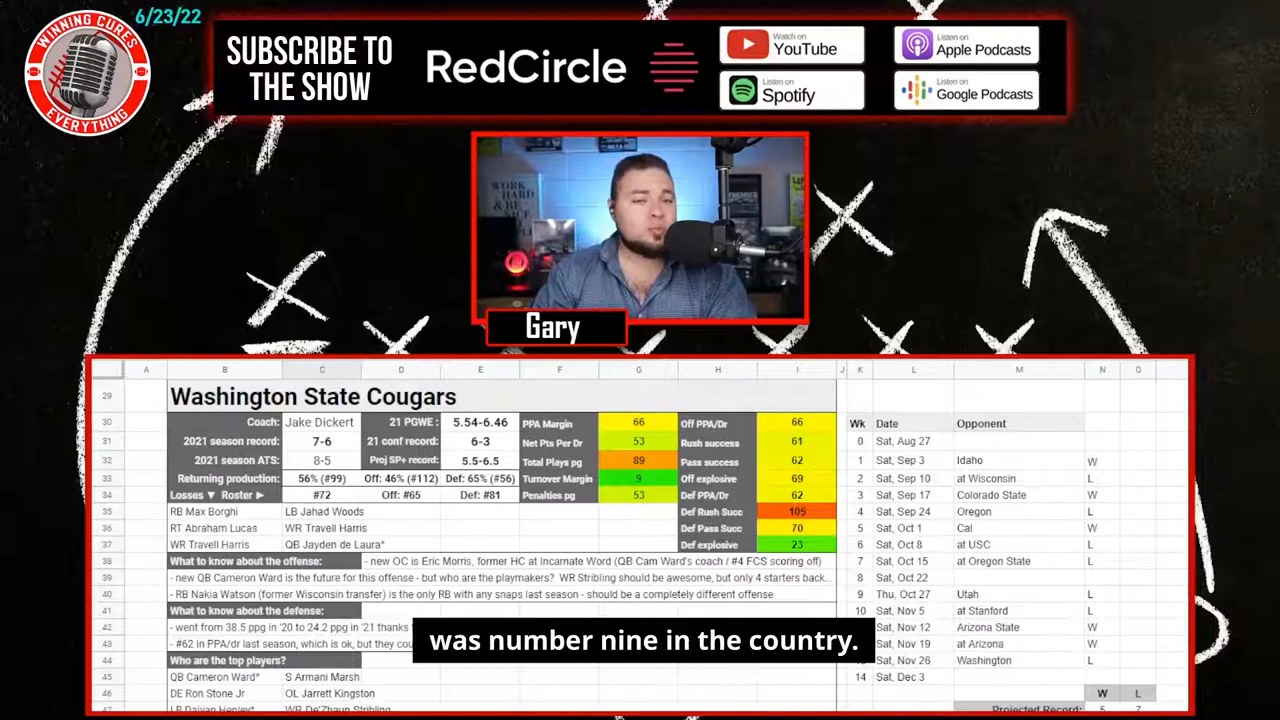 6/23/22
WINNING CURES
EVERYTHING
SUBSCRIBE TO
THE SHOW
RedCircle
Watch on
YouTube
Listen on
Spotify
Listen on
Apple Podcasts
Listen on
Google Podcasts
WORK
HARD
& BE
Gary
A B C D E F G H I J K L M N O
29 Washington State Cougars
30 Coach: Jake Dickert 21 PGWE: 5.54-6.46 PPA Margin 66 Off PPA/Dr 66 Wk Date Opponent
31 2021 season record: 7-6 21 conf record: 6-3 Net Pts Per Dr 53 Rush success 61 0 Sat, Aug 27
32 2021 season ATS: 8-5 Proj SP+ record: 5.5-6.5 Total Plays pg 89 Pass success 62 1 Sat, Sep 3 Idaho W
33 Returning production: 56% (#99) Off: 46% (#112) Def: 65% (#56) Turnover Margin 9 Off explosive 69 2 Sat, Sep 10 at Wisconsin L
34 Losses ▼ Roster ► #72 Off: #65 Def: #81 Penalties pg 53 Def PPA/Dr 62 3 Sat, Sep 17 Colorado State W
35 RB Max Borghi LB Jahad Woods Def Rush Succ 105 4 Sat, Sep 24 Oregon L
36 RT Abraham Lucas WR Travell Harris Def Pass Succ 70 5 Sat, Oct 1 Cal W
37 WR Travell Harris QB Jayden de Laura* Def explosive 23 6 Sat, Oct 8 at USC L
38 What to know about the offense: - new OC is Eric Morris, former HC at Incarnate Word (QB Cam Ward's coach / #4 FCS scoring off) 7 Sat, Oct 15 at Oregon State L
39 - new QB Cameron Ward is the future for this offense - but who are the playmakers? WR Stribling should be awesome, but only 4 starters back... 8 Sat, Oct 22
40 - RB Nakia Watson (former Wisconsin transfer) is the only RB with any snaps last season - should be a completely different offense 9 Thu, Oct 27 Utah L
41 What to know about the defense: 10 Sat, Nov 5 at Stanford L
42 - went from 38.5 ppg in '20 to 24.2 ppg in '21 thanks Sat, Nov 12 Arizona State W
43 - #62 in PPA/dr last season, which is ok, but they cou Sat, Nov 19 at Arizona W
was number nine in the country.
44 Who are the top players? Sat, Nov 26 Washington L
45 QB Cameron Ward* S Armani Marsh 14 Sat, Dec 3
46 DE Ron Stone Jr OL Jarrett Kingston W L
47 LB Daiyan Henley* WR De'Zhaun Stribling Projected Record: 5 7